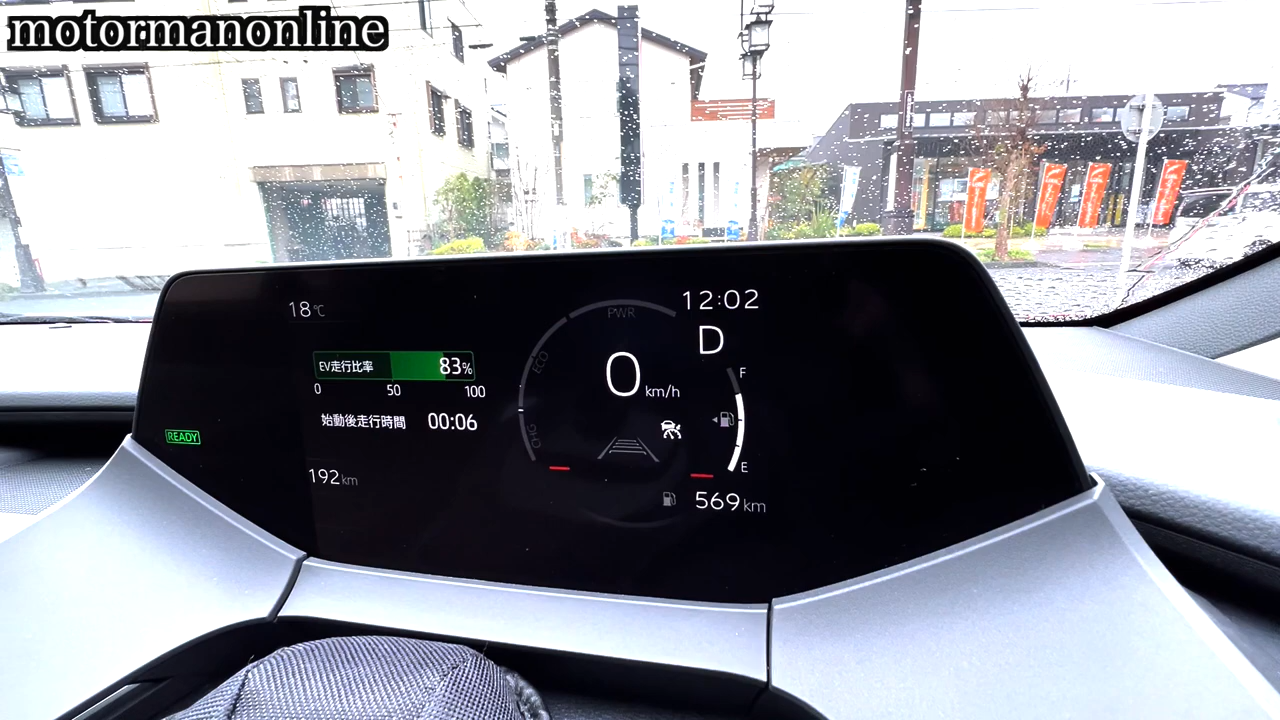 motormanonline
18℃
12:02
PWR
D
ECO
EV走行比率 83%
0 50 100
0 km/h
F
始動後走行時間 00:06
CHG
READY
E
192km
569km